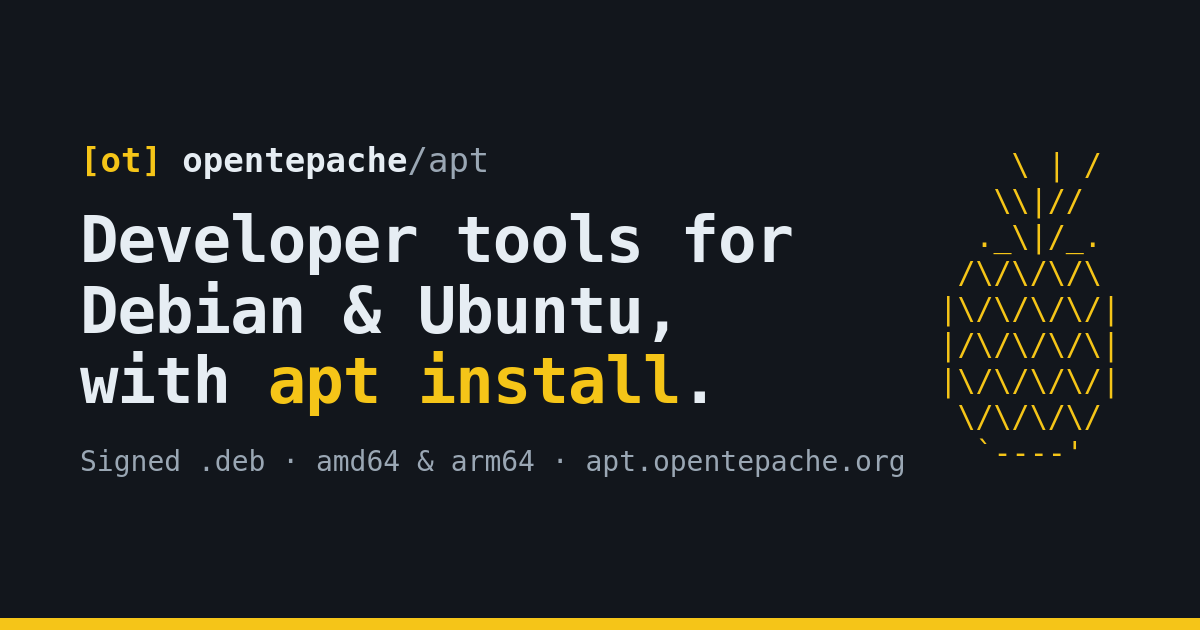 [ot] opentepache/apt
Developer tools for
Debian & Ubuntu,
with apt install.
Signed .deb · amd64 & arm64 · apt.opentepache.org